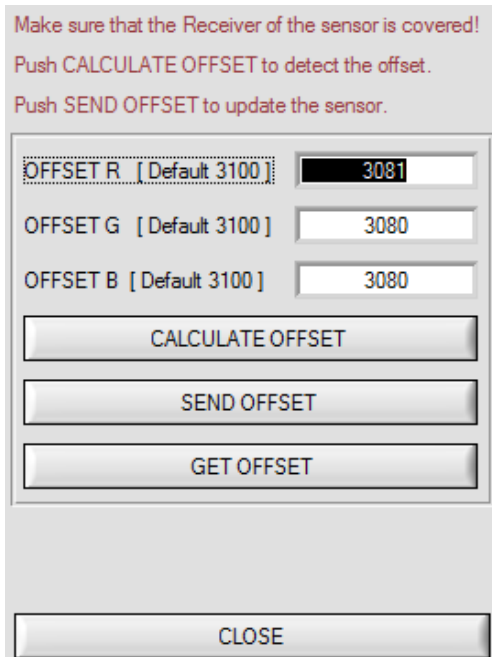 Make sure that the Receiver of the sensor is covered!
Push CALCULATE OFFSET to detect the offset.
Push SEND OFFSET to update the sensor.
OFFSET R [ Default 3100 ] 3081
OFFSET G [ Default 3100 ] 3080
OFFSET B [ Default 3100 ] 3080
CALCULATE OFFSET
SEND OFFSET
GET OFFSET
CLOSE